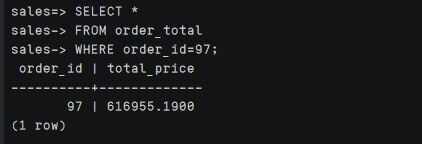 sales=> SELECT *
sales-> FROM order_total
sales-> WHERE order_id=97;
 order_id | total_price
----------+-------------
       97 | 616955.1900
(1 row)